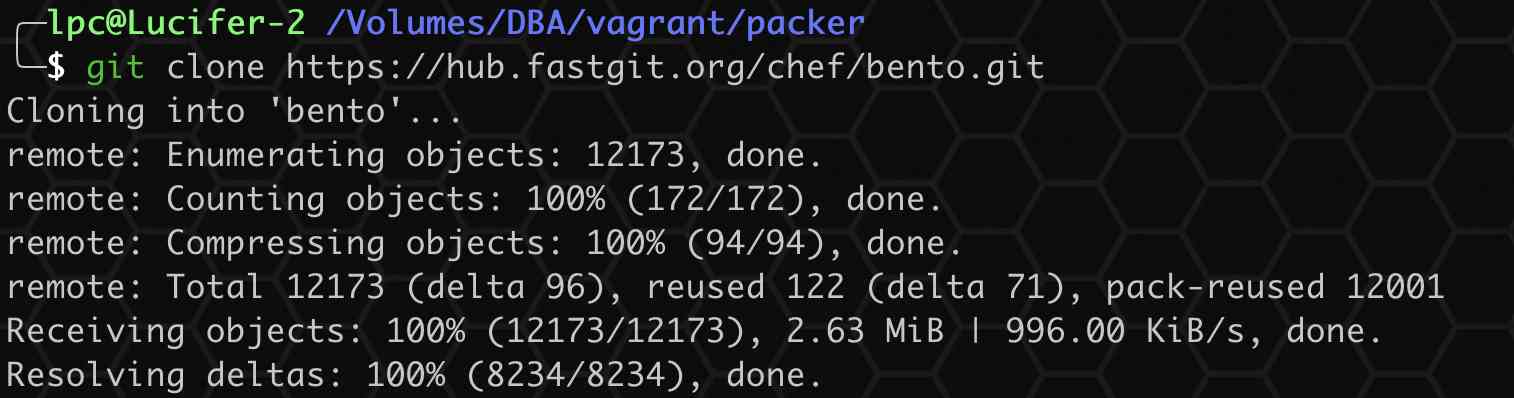 lpc@Lucifer-2 /Volumes/DBA/vagrant/packer
$ git clone https://hub.fastgit.org/chef/bento.git
Cloning into 'bento'...
remote: Enumerating objects: 12173, done.
remote: Counting objects: 100% (172/172), done.
remote: Compressing objects: 100% (94/94), done.
remote: Total 12173 (delta 96), reused 122 (delta 71), pack-reused 12001
Receiving objects: 100% (12173/12173), 2.63 MiB | 996.00 KiB/s, done.
Resolving deltas: 100% (8234/8234), done.